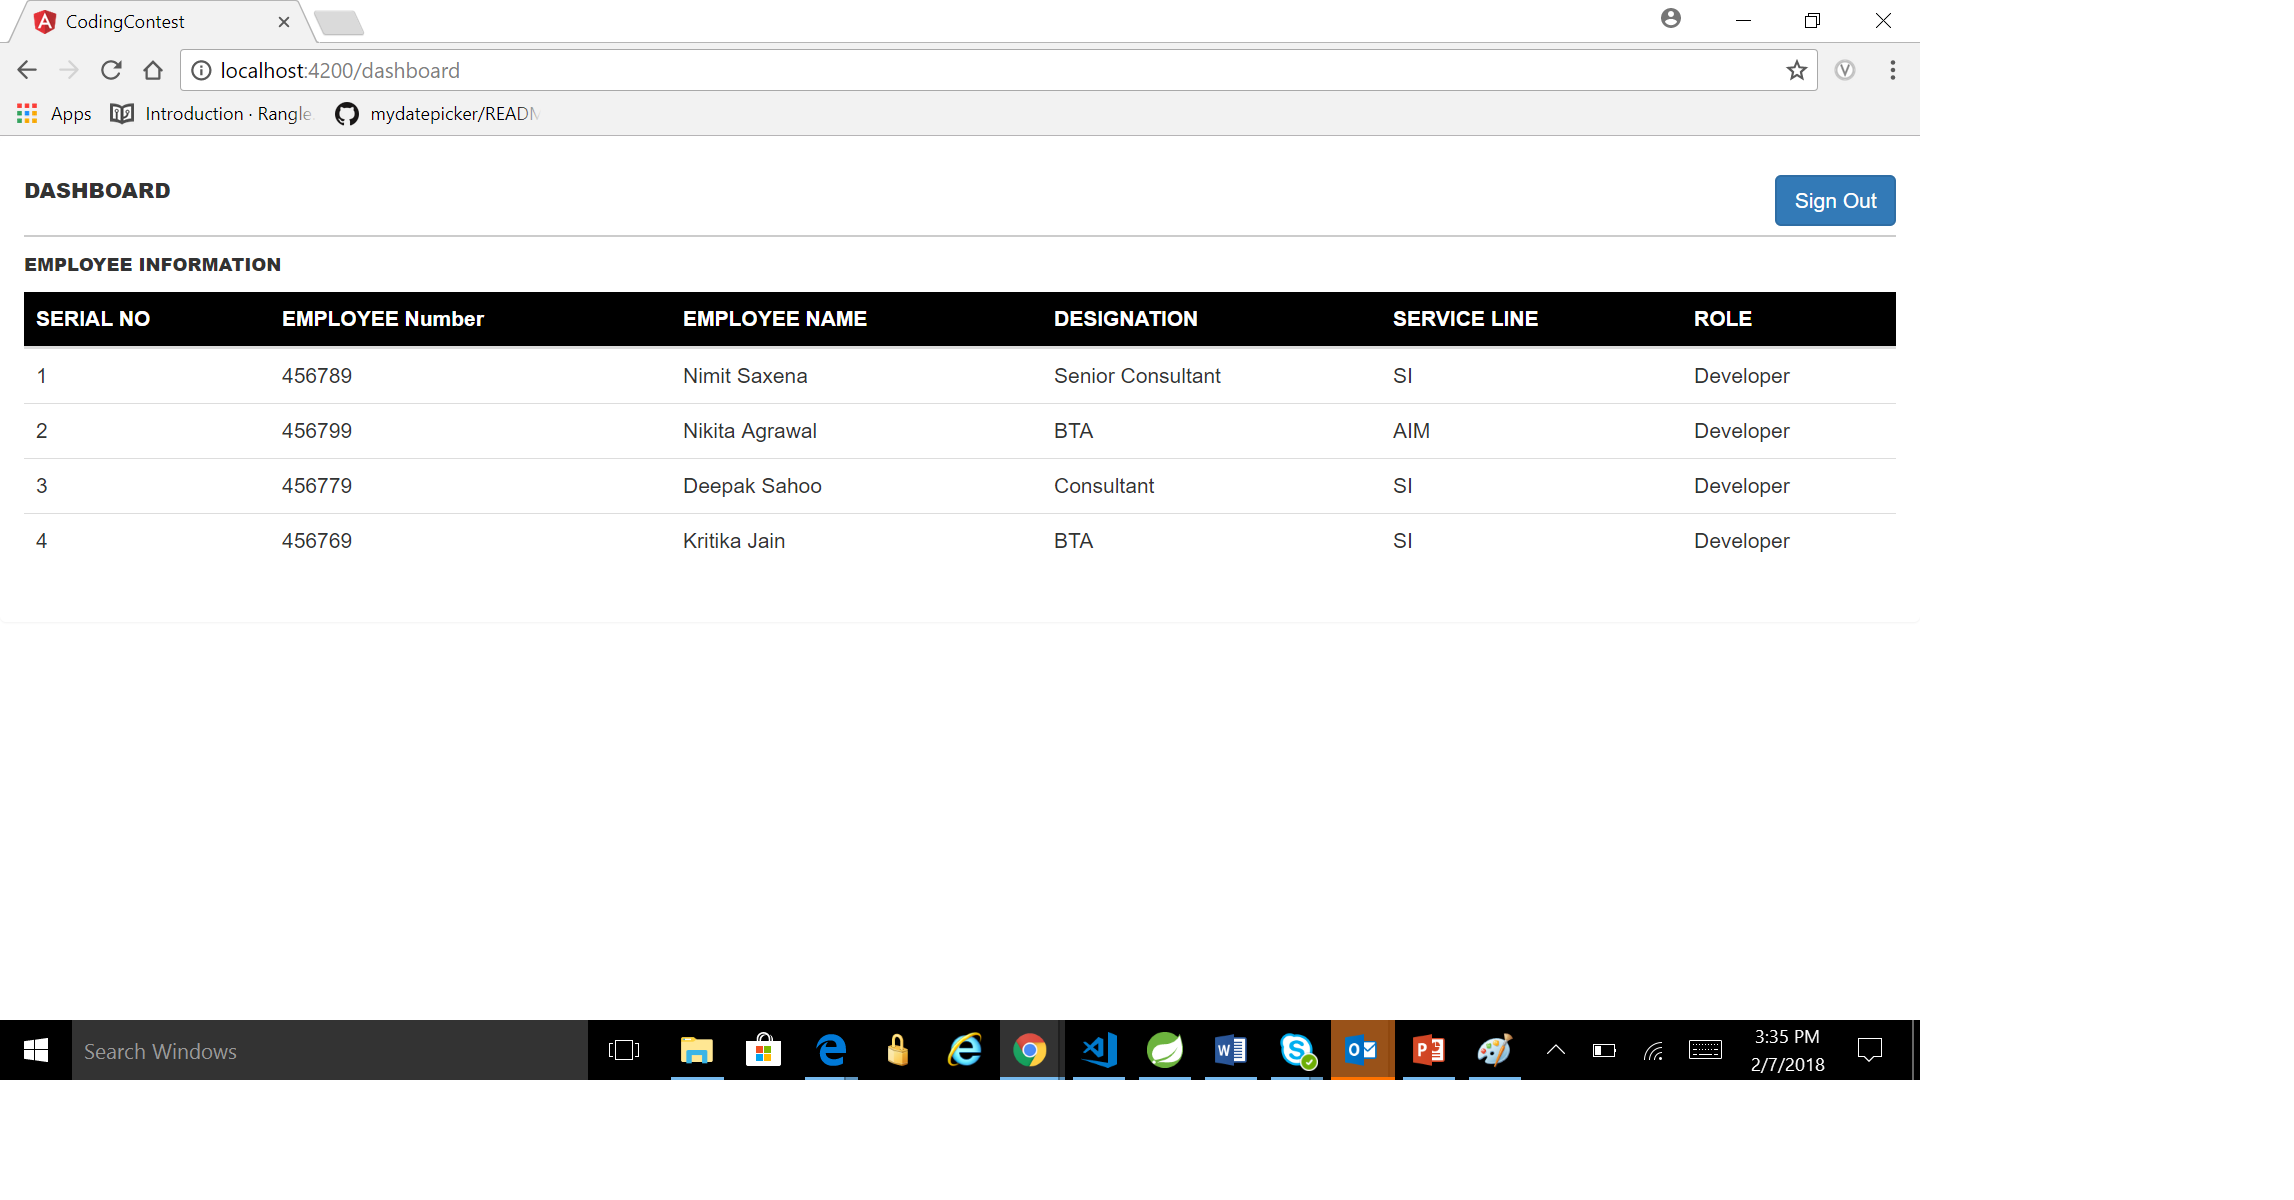 CodingContest
localhost:4200/dashboard
Apps Introduction · Rangle mydatepicker/READ
DASHBOARD Sign Out
EMPLOYEE INFORMATION
SERIAL NO EMPLOYEE Number EMPLOYEE NAME DESIGNATION SERVICE LINE ROLE
1 456789 Nimit Saxena Senior Consultant SI Developer
2 456799 Nikita Agrawal BTA AIM Developer
3 456779 Deepak Sahoo Consultant SI Developer
4 456769 Kritika Jain BTA SI Developer
Search Windows
3:35 PM
2/7/2018